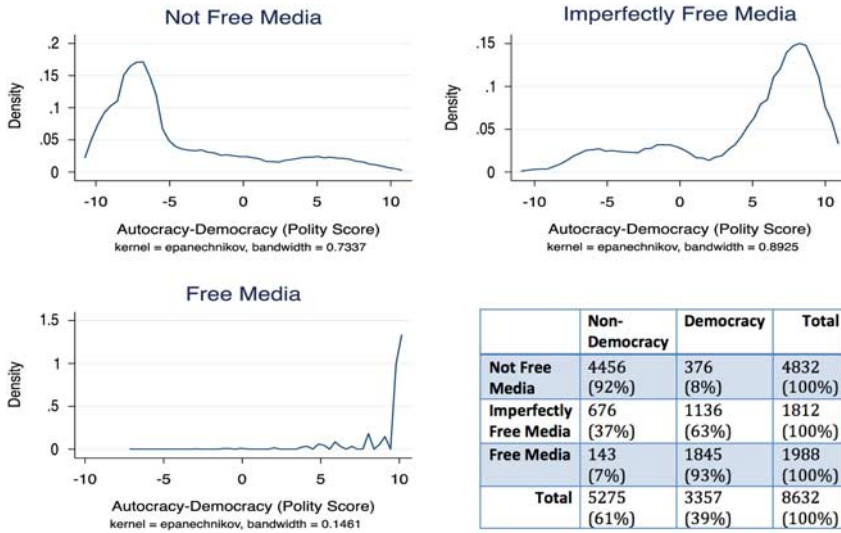 Not Free Media
Density
.2
.15
.1
.05
0
-10 -5 0 5 10
Autocracy-Democracy (Polity Score)
kernel = epanechnikov, bandwidth = 0.7337
Imperfectly Free Media
Density
.15
.1
.05
0
-10 -5 0 5 10
Autocracy-Democracy (Polity Score)
kernel = epanechnikov, bandwidth = 0.8925
Free Media
Density
1.5
1
.5
0
-10 -5 0 5 10
Autocracy-Democracy (Polity Score)
kernel = epanechnikov, bandwidth = 0.1461
Non- Democracy Total
Democracy
Not Free 4456 376 4832
Media (92%) (8%) (100%)
Imperfectly 676 1136 1812
Free Media (37%) (63%) (100%)
Free Media 143 1845 1988
(7%) (93%) (100%)
Total 5275 3357 8632
(61%) (39%) (100%)